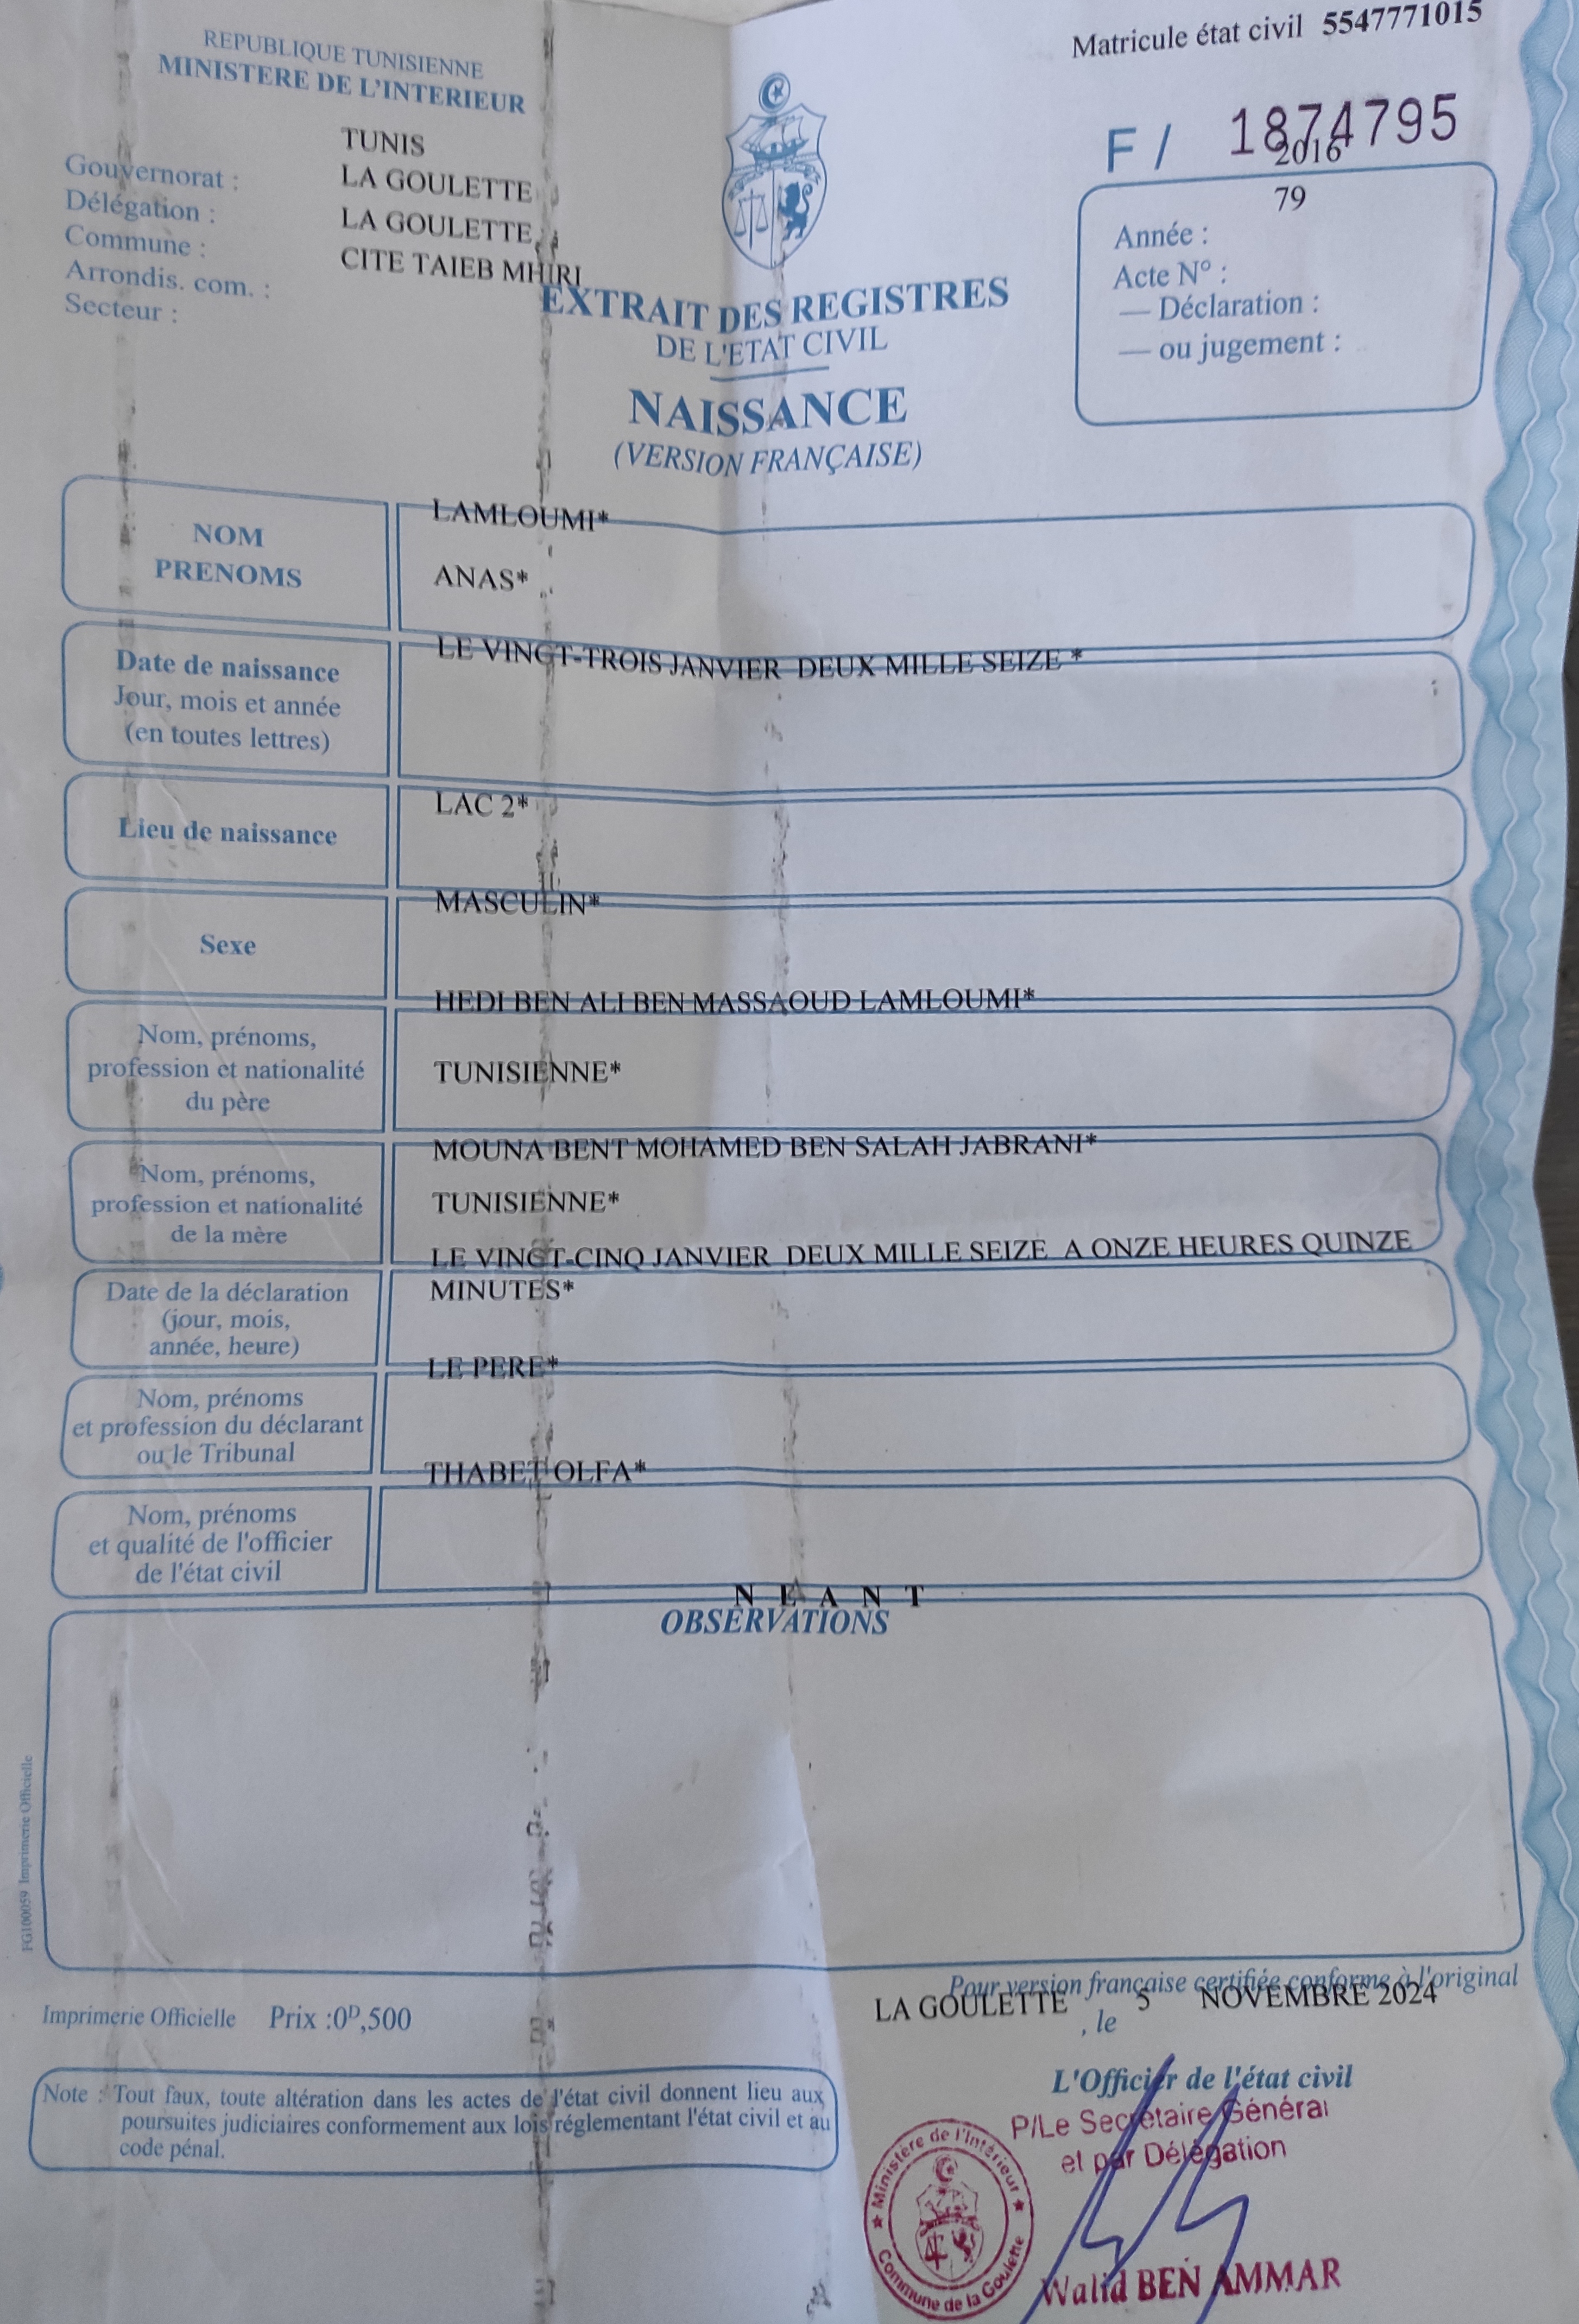 Matricule état civil 5547771015
REPUBLIQUE TUNISIENNE
MINISTERE DE L'INTERIEUR
F / 1874795
TUNIS
Gouvernorat : LA GOULETTE
Délégation : LA GOULETTE
Commune : CITE TAIEB MHIRI
Arrondis. com. :
Secteur :
2016
79
Année :
Acte N° :
— Déclaration :
— ou jugement :
EXTRAIT DES REGISTRES
DE L'ETAT CIVIL
NAISSANCE
(VERSION FRANÇAISE)
LAMLOUMI*
NOM
PRENOMS
ANAS*
LE VINGT-TROIS JANVIER DEUX MILLE SEIZE *
Date de naissance
Jour, mois et année
(en toutes lettres)
LAC 2*
Lieu de naissance
MASCULIN*
Sexe
HEDI BEN ALI BEN MASSAOUD LAMLOUMI*
Nom, prénoms,
profession et nationalité
du père
TUNISIENNE*
MOUNA BENT MOHAMED BEN SALAH JABRANI*
Nom, prénoms,
profession et nationalité
de la mère
TUNISIENNE*
LE VINGT-CINQ JANVIER DEUX MILLE SEIZE A ONZE HEURES QUINZE
MINUTES*
Date de la déclaration
(jour, mois,
année, heure)
LE PERE*
Nom, prénoms
et profession du déclarant
ou le Tribunal
THABET OLFA*
Nom, prénoms
et qualité de l'officier
de l'état civil
N E A N T
OBSERVATIONS
FG100059 Imprimerie Officielle
Pour version française certifiée conforme à l'original
LA GOULETTE , le 5 NOVEMBRE 2024
Imprimerie Officielle Prix :0D,500
L'Officier de l'état civil
P/Le Secrétaire Général
et par Délégation
Note : Tout faux, toute altération dans les actes de l'état civil donnent lieu aux
poursuites judiciaires conformement aux lois réglementant l'état civil et au
code pénal.
Ministère de l'Intérieur
Commune de la Goulette
Walid BEN AMMAR